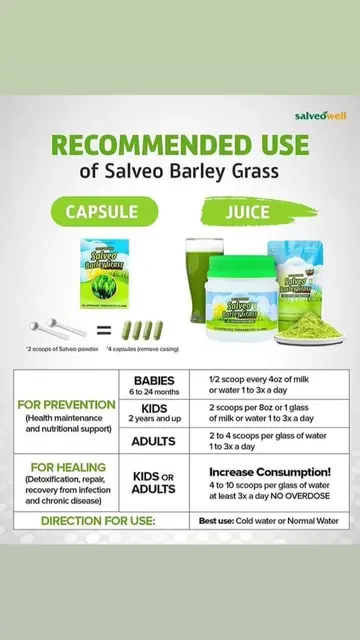 salveowell
RECOMMENDED USE
of Salveo Barley Grass
CAPSULE
JUICE
Salveo
BarleyGrass
Salveo
BarleyGrass
Salveo
BarleyGrass
=
*2 scoops of Salveo powder
*4 capsules (remove casing)
FOR PREVENTION
(Health maintenance
and nutritional support)
BABIES
6 to 24 months
1/2 scoop every 4oz of milk
or water 1 to 3x a day
KIDS
2 years and up
2 scoops per 8oz or 1 glass
of milk or water 1 to 3x a day
ADULTS
2 to 4 scoops per glass of water
1 to 3x a day
FOR HEALING
(Detoxification, repair,
recovery from infection
and chronic disease)
KIDS OR
ADULTS
Increase Consumption!
4 to 10 scoops per glass of water
at least 3x a day NO OVERDOSE
DIRECTION FOR USE:
Best use: Cold water or Normal Water